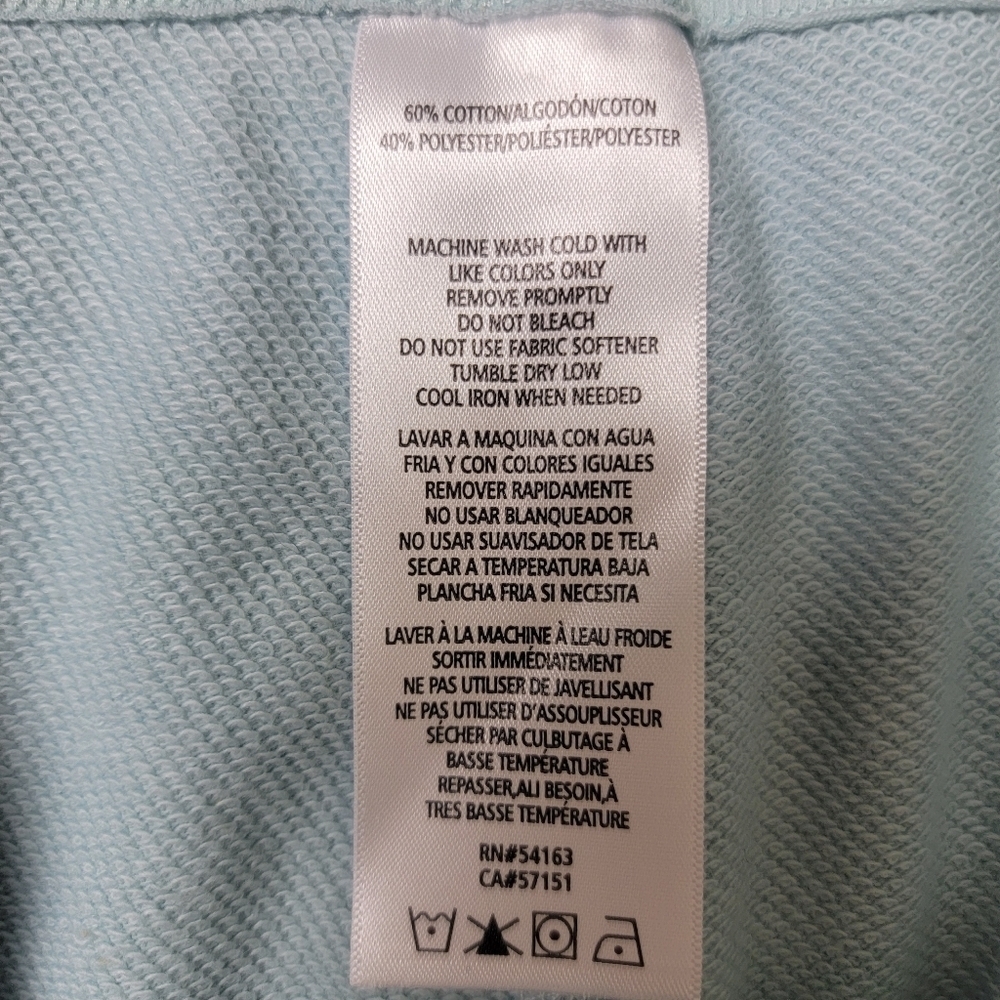 60% COTTON/ALGODÓN/COTON
40% POLYESTER/POLIÉSTER/POLYESTER
MACHINE WASH COLD WITH
LIKE COLORS ONLY
REMOVE PROMPTLY
DO NOT BLEACH
DO NOT USE FABRIC SOFTENER
TUMBLE DRY LOW
COOL IRON WHEN NEEDED
LAVAR A MAQUINA CON AGUA
FRIA Y CON COLORES IGUALES
REMOVER RAPIDAMENTE
NO USAR BLANQUEADOR
NO USAR SUAVISADOR DE TELA
SECAR A TEMPERATURA BAJA
PLANCHA FRIA SI NECESITA
LAVER À LA MACHINE À LEAU FROIDE
SORTIR IMMÉDIATEMENT
NE PAS UTILISER DE JAVELLISANT
NE PAS UTILISER D'ASSOUPLISSEUR
SÉCHER PAR CULBUTAGE À
BASSE TEMPÉRATURE
REPASSER,ALI BESOIN,À
TRES BASSE TEMPÉRATURE
RN#54163
CA#57151